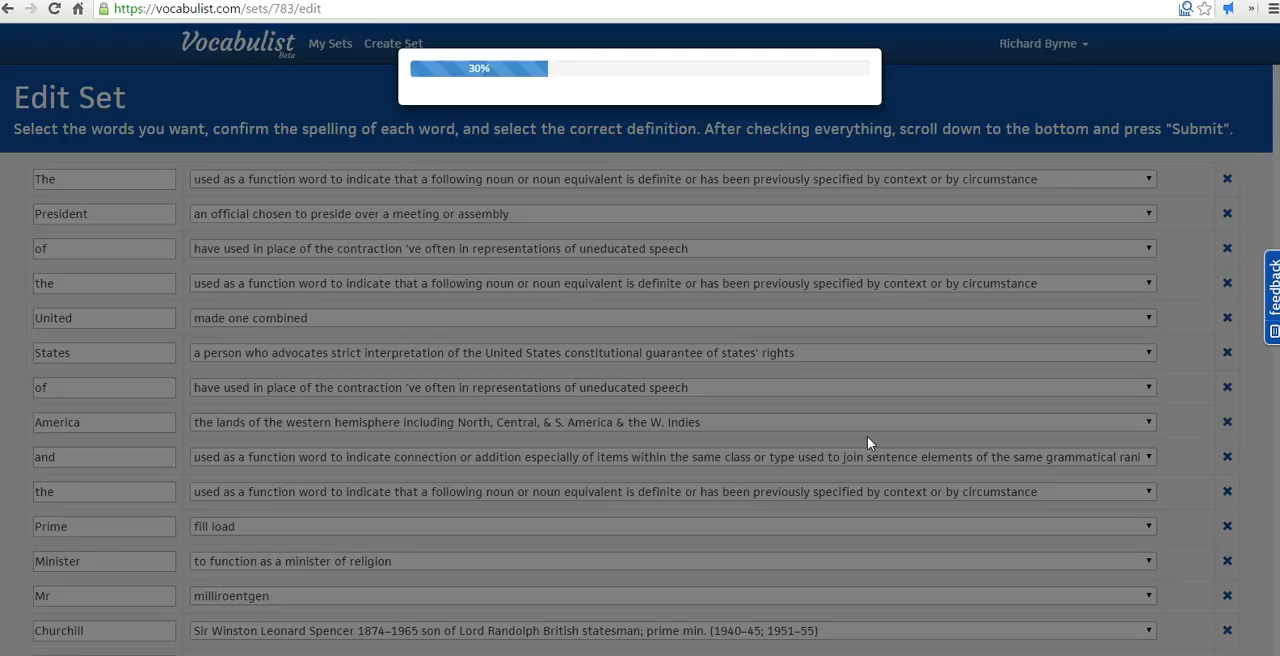 https://vocabulist.com/sets/783/edit
Vocabulist
Beta
My Sets
Create Set
Richard Byrne
30%
Edit Set
Select the words you want, confirm the spelling of each word, and select the correct definition. After checking everything, scroll down to the bottom and press "Submit".
The used as a function word to indicate that a following noun or noun equivalent is definite or has been previously specified by context or by circumstance
President an official chosen to preside over a meeting or assembly
of have used in place of the contraction 've often in representations of uneducated speech
the used as a function word to indicate that a following noun or noun equivalent is definite or has been previously specified by context or by circumstance
United made one combined
States a person who advocates strict interpretation of the United States constitutional guarantee of states' rights
of have used in place of the contraction 've often in representations of uneducated speech
America the lands of the western hemisphere including North, Central, & S. America & the W. Indies
and used as a function word to indicate connection or addition especially of items within the same class or type used to join sentence elements of the same grammatical ranl
the used as a function word to indicate that a following noun or noun equivalent is definite or has been previously specified by context or by circumstance
Prime fill load
Minister to function as a minister of religion
Mr milliroentgen
Churchill Sir Winston Leonard Spencer 1874–1965 son of Lord Randolph British statesman; prime min. (1940–45; 1951–55)
feedback